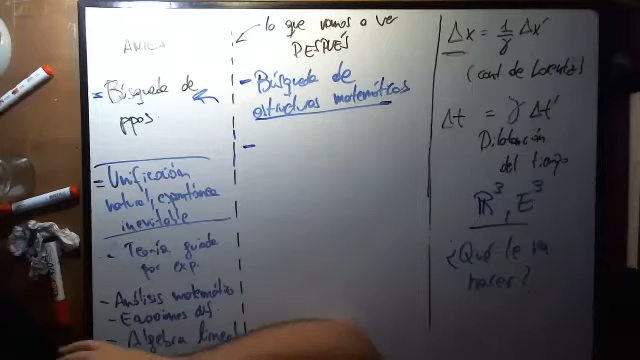 ANTES
- Búsqueda de
ppos.
- Unificación
natural, espontánea
inevitable
- Teoría guiada
por exp.
- Análisis matemático
- Ecuaciones dif.
- Algebra lineal
lo que vamos a ver
DESPUÉS
- Búsqueda de
estructuras matemáticas
-
Δx = 1/γ Δx'
(cont de Lorentz)
Δt = γ Δt'
Dilatación
del tiempo
ℝ³, E³
¿Qué le va
hacer?